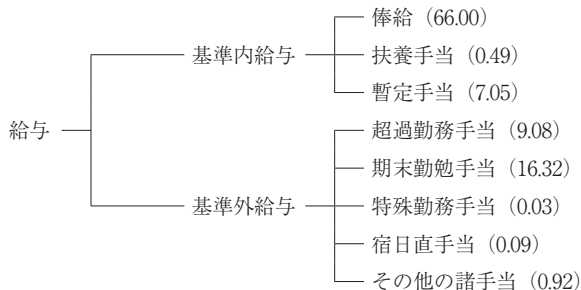 給与
基準内給与
俸給（66.00）
扶養手当（0.49）
暫定手当（7.05）
基準外給与
超過勤務手当（9.08）
期末勤勉手当（16.32）
特殊勤務手当（0.03）
宿日直手当（0.09）
その他の諸手当（0.92）